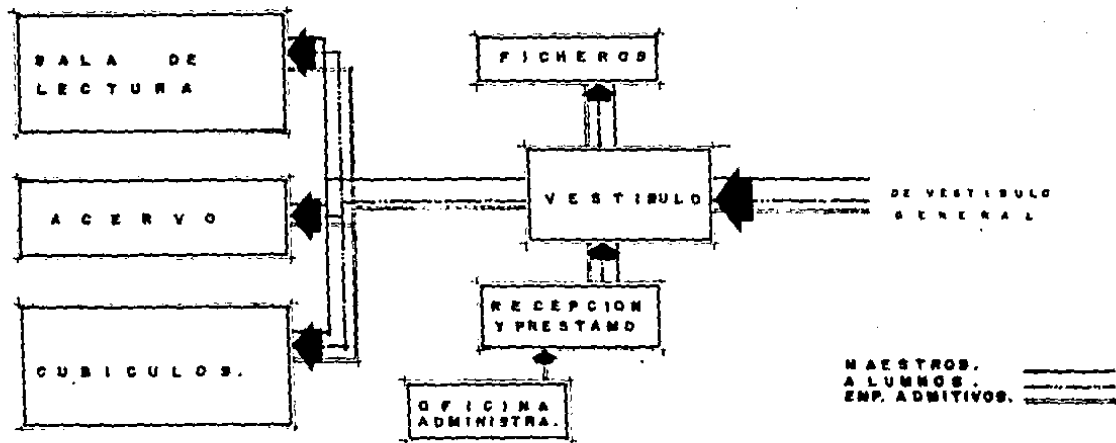 SALA DE
LECTURA
FICHEROS
ACERVO
VESTIBULO
DE VESTIBULO
GENERAL
RECEPCION
Y PRESTAMO
CUBICULOS.
OFICINA
ADMINISTRA.
MAESTROS.
ALUMNOS.
EMP. ADMITIVOS.